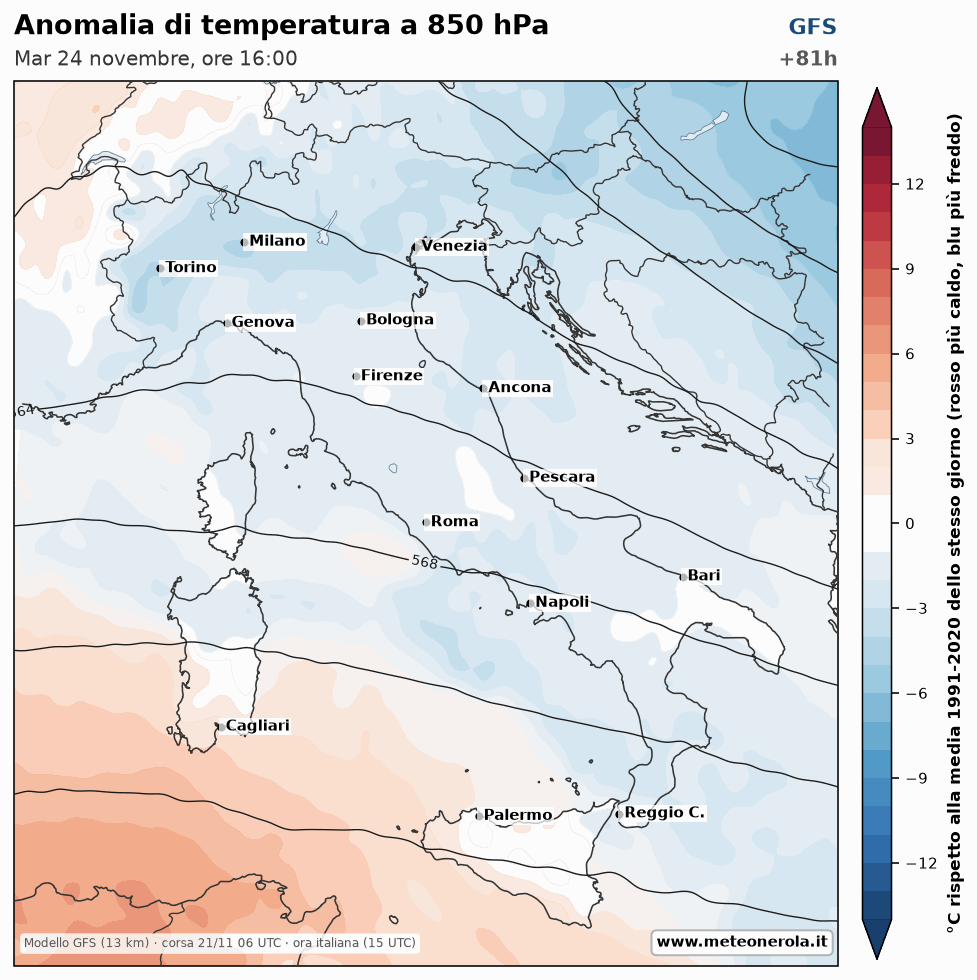 Anomalia di temperatura a 850 hPa
GFS
Mar 24 novembre, ore 16:00
+81h
Milano
Venezia
Torino
Genova
Bologna
Firenze
Ancona
64
Pescara
Roma
568
Bari
Napoli
Cagliari
Palermo
Reggio C.
Modello GFS (13 km) · corsa 21/11 06 UTC · ora italiana (15 UTC)
www.meteonerola.it
12
9
6
3
0
−3
−6
−9
−12
°C rispetto alla media 1991-2020 dello stesso giorno (rosso più caldo, blu più freddo)